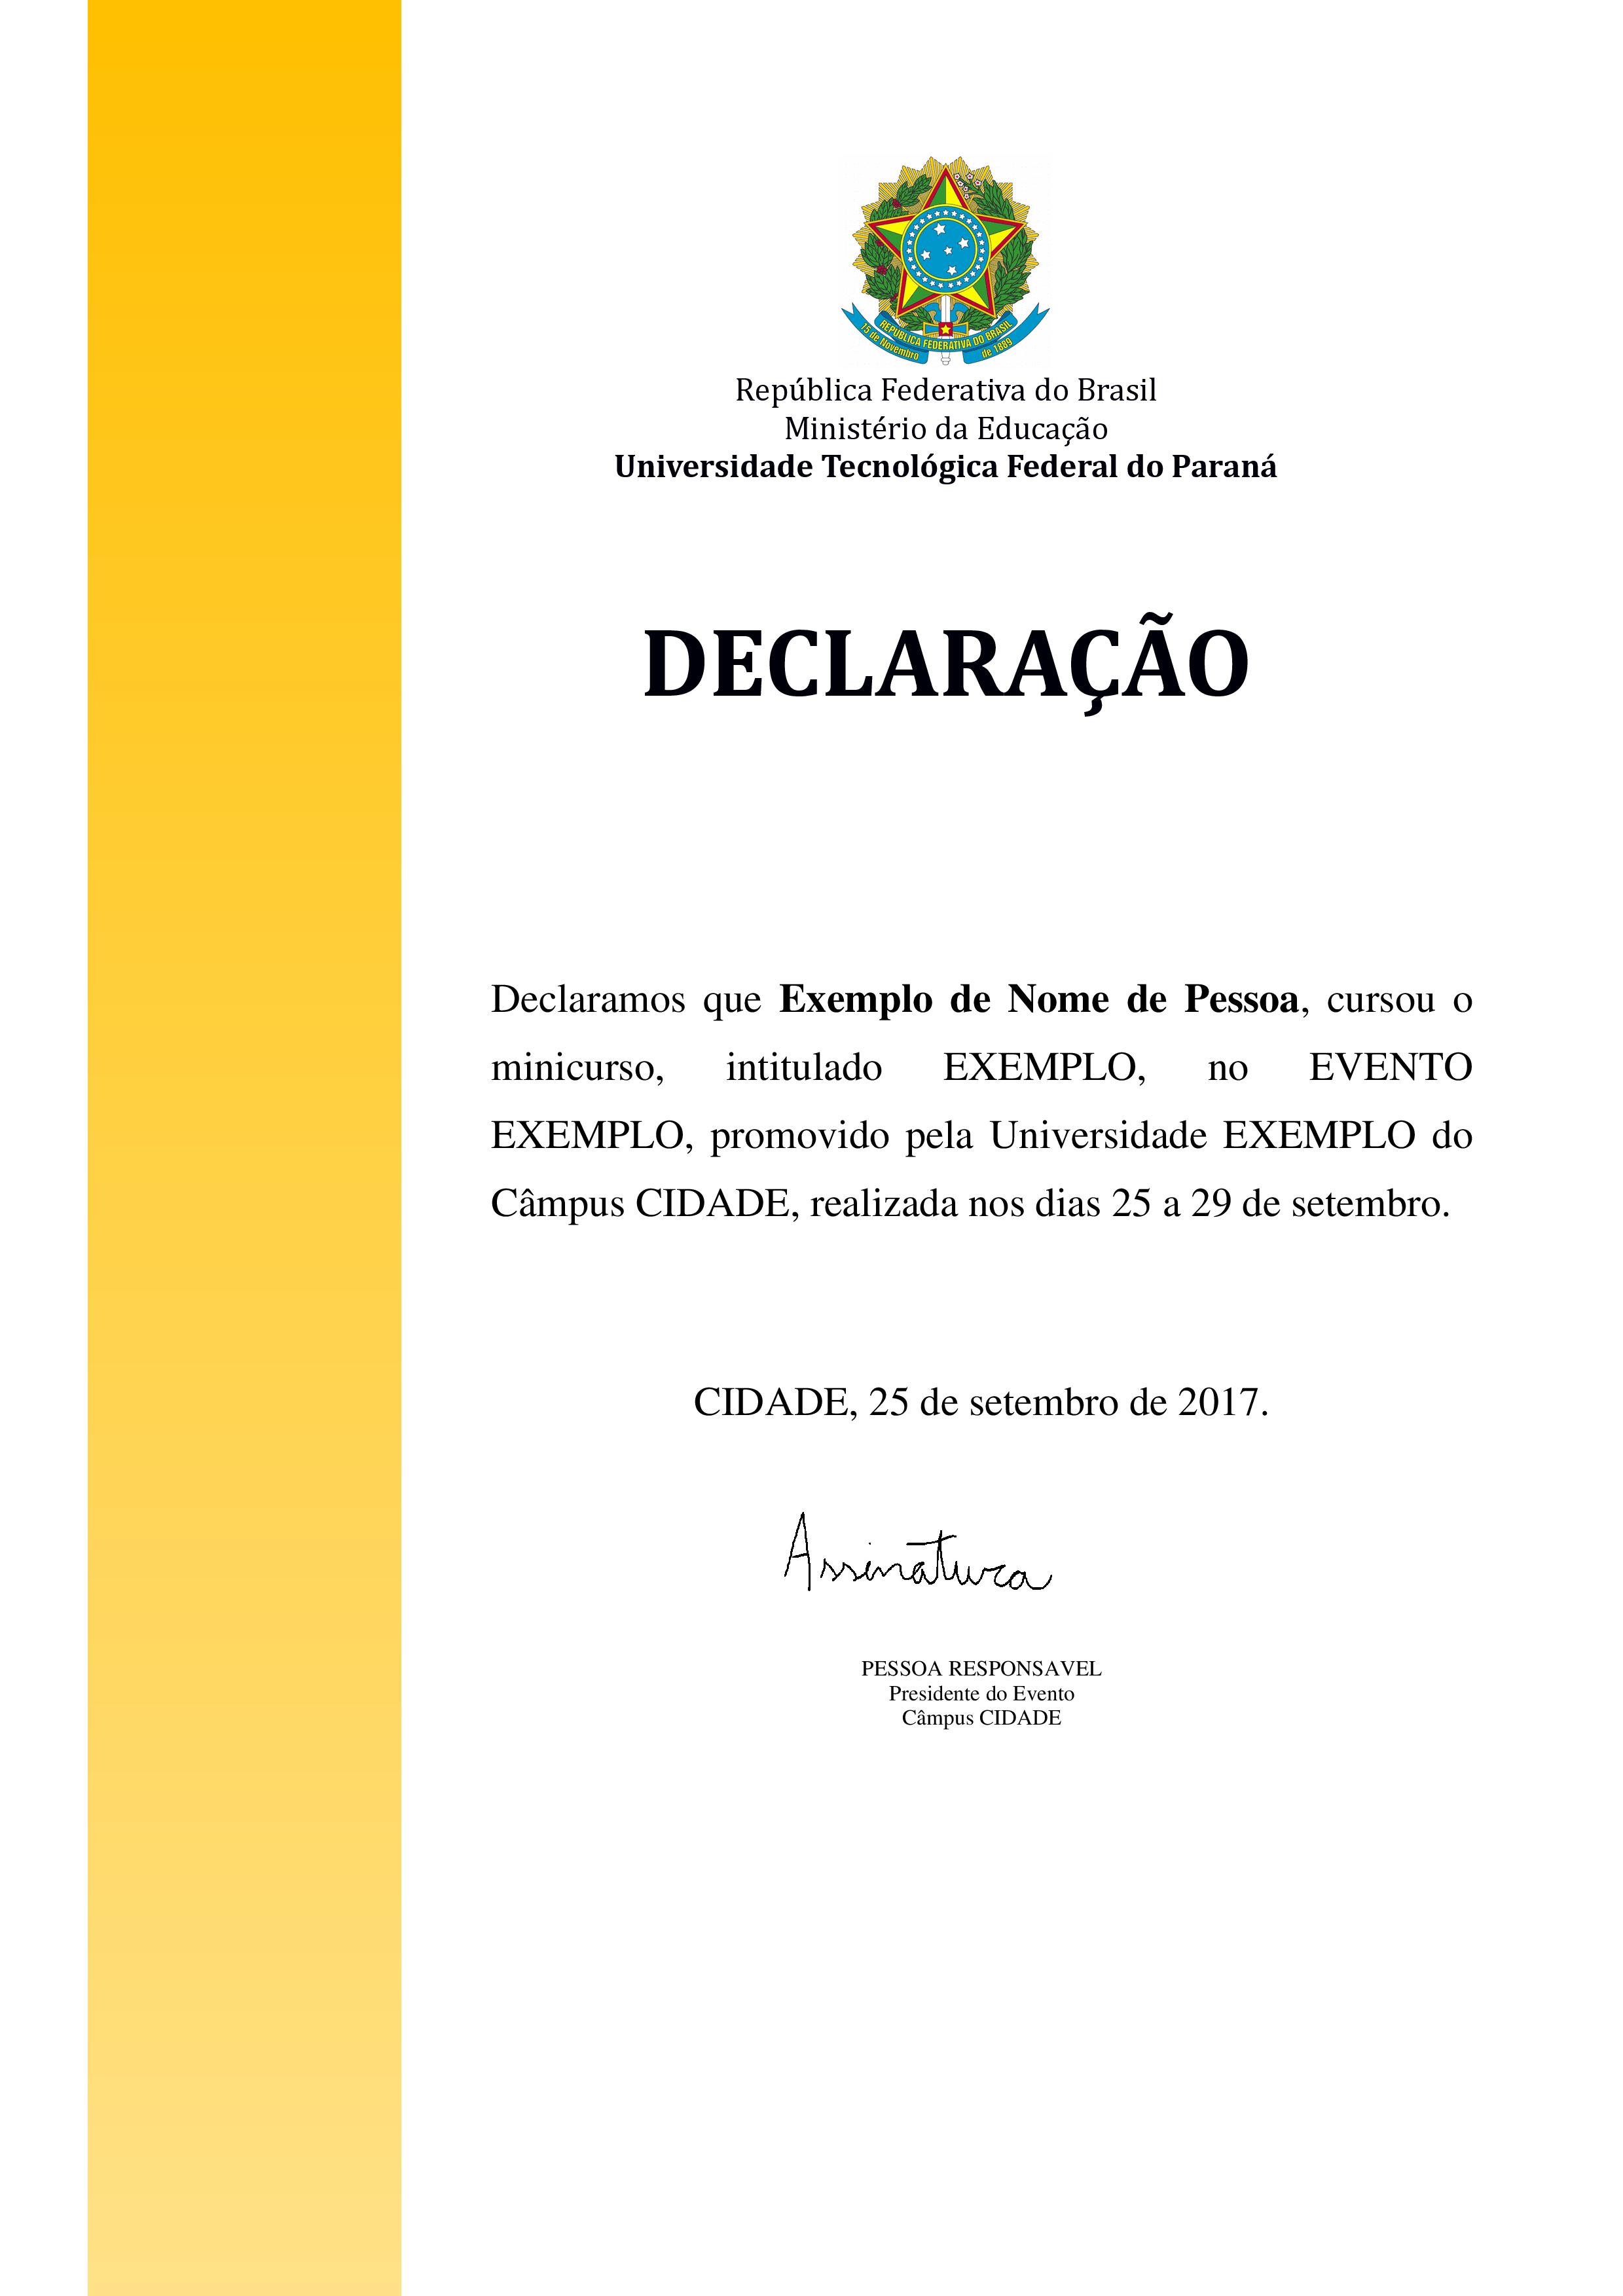 15 de Novembro
REPUBLICA FEDERATIVA DO BRASIL
de 1889
República Federativa do Brasil
Ministério da Educação
Universidade Tecnológica Federal do Paraná
DECLARAÇÃO
Declaramos que Exemplo de Nome de Pessoa, cursou o
minicurso, intitulado EXEMPLO, no EVENTO
EXEMPLO, promovido pela Universidade EXEMPLO do
Câmpus CIDADE, realizada nos dias 25 a 29 de setembro.
CIDADE, 25 de setembro de 2017.
Assinatura
PESSOA RESPONSAVEL
Presidente do Evento
Câmpus CIDADE